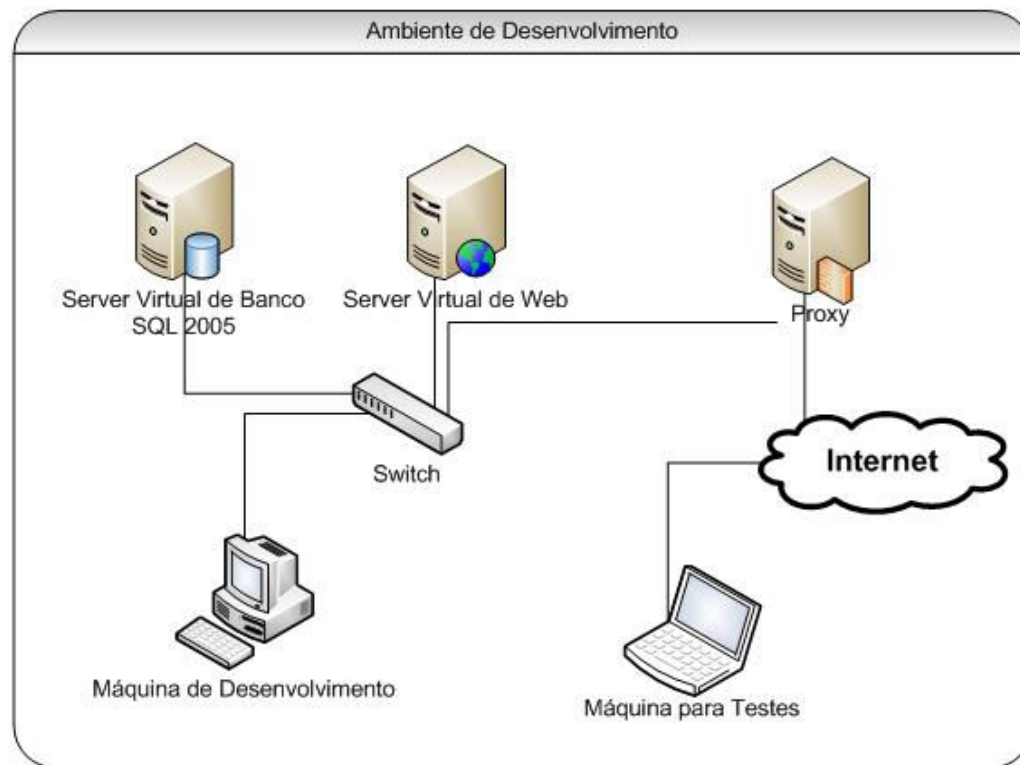 Ambiente de Desenvolvimento
Server Virtual de Banco
SQL 2005
Server Virtual de Web
Proxy
Switch
Internet
Máquina de Desenvolvimento
Máquina para Testes